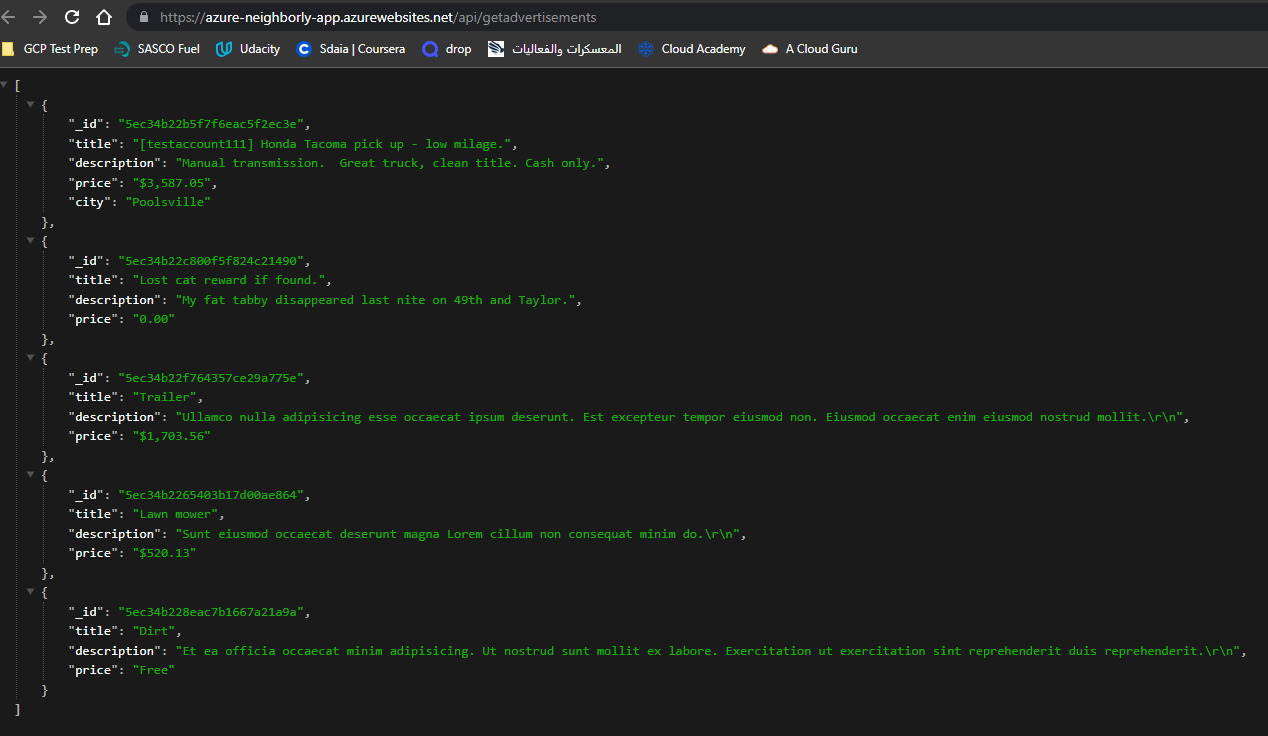 https://azure-neighborly-app.azurewebsites.net/api/getadvertisements
GCP Test Prep SASCO Fuel Udacity Sdaia | Coursera drop المعسكرات والفعاليات Cloud Academy A Cloud Guru
[
{
"_id": "5ec34b22b5f7f6eac5f2ec3e",
"title": "[testaccount111] Honda Tacoma pick up - low milage.",
"description": "Manual transmission.  Great truck, clean title. Cash only.",
"price": "$3,587.05",
"city": "Poolsville"
},
{
"_id": "5ec34b22c800f5f824c21490",
"title": "Lost cat reward if found.",
"description": "My fat tabby disappeared last nite on 49th and Taylor.",
"price": "0.00"
},
{
"_id": "5ec34b22f764357ce29a775e",
"title": "Trailer",
"description": "Ullamco nulla adipisicing esse occaecat ipsum deserunt. Est excepteur tempor eiusmod non. Eiusmod occaecat enim eiusmod nostrud mollit.\r\n",
"price": "$1,703.56"
},
{
"_id": "5ec34b2265403b17d00ae864",
"title": "Lawn mower",
"description": "Sunt eiusmod occaecat deserunt magna Lorem cillum non consequat minim do.\r\n",
"price": "$520.13"
},
{
"_id": "5ec34b228eac7b1667a21a9a",
"title": "Dirt",
"description": "Et ea officia occaecat minim adipisicing. Ut nostrud sunt mollit ex labore. Exercitation ut exercitation sint reprehenderit duis reprehenderit.\r\n",
"price": "Free"
}
]